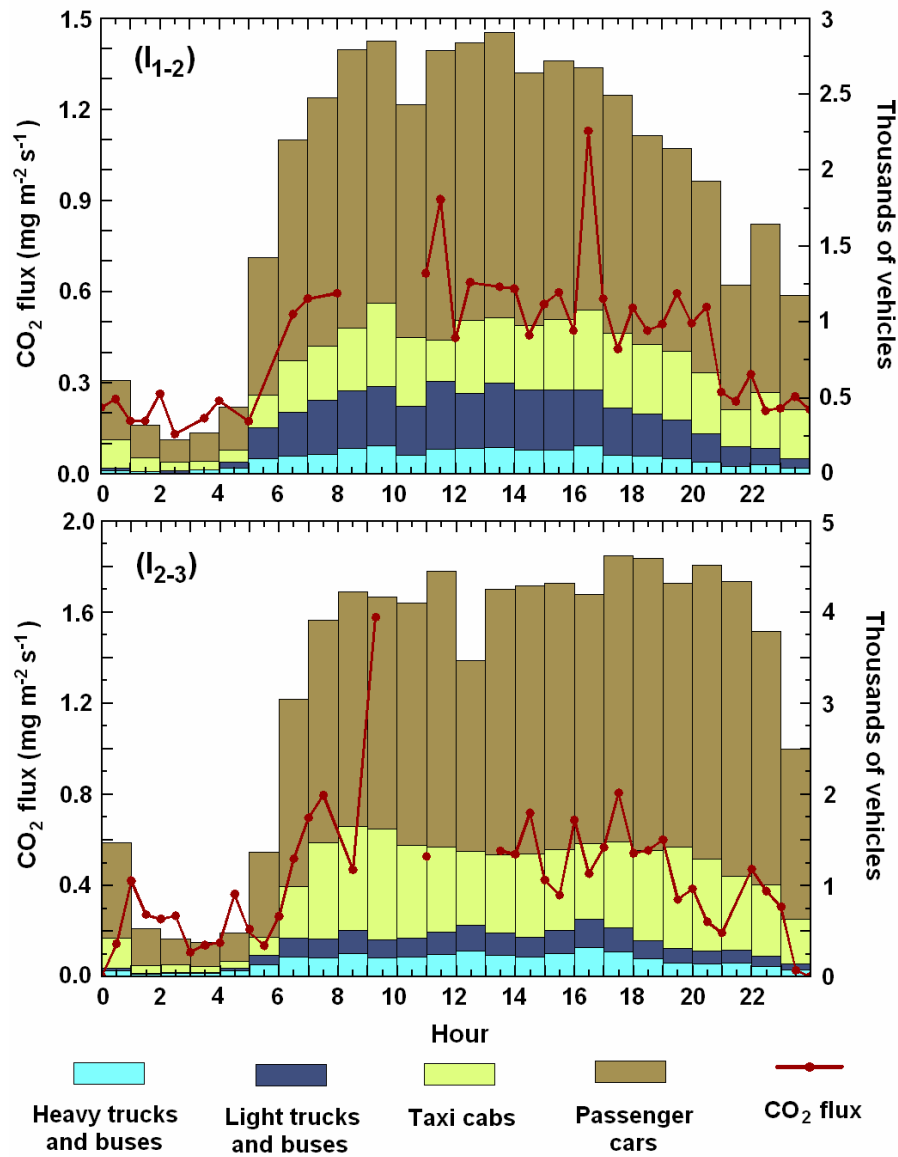 (I1-2)
CO2 flux (mg m-2 s-1)
1.5
1.2
0.9
0.6
0.3
0.0
3
2.5
2
1.5
1
0.5
0
Thousands of vehicles
0 2 4 6 8 10 12 14 16 18 20 22
(I2-3)
CO2 flux (mg m-2 s-1)
2.0
1.6
1.2
0.8
0.4
0.0
5
4
3
2
1
0
Thousands of vehicles
0 2 4 6 8 10 12 14 16 18 20 22
Hour
Heavy trucks
and buses
Light trucks
and buses
Taxi cabs
Passenger
cars
CO2 flux